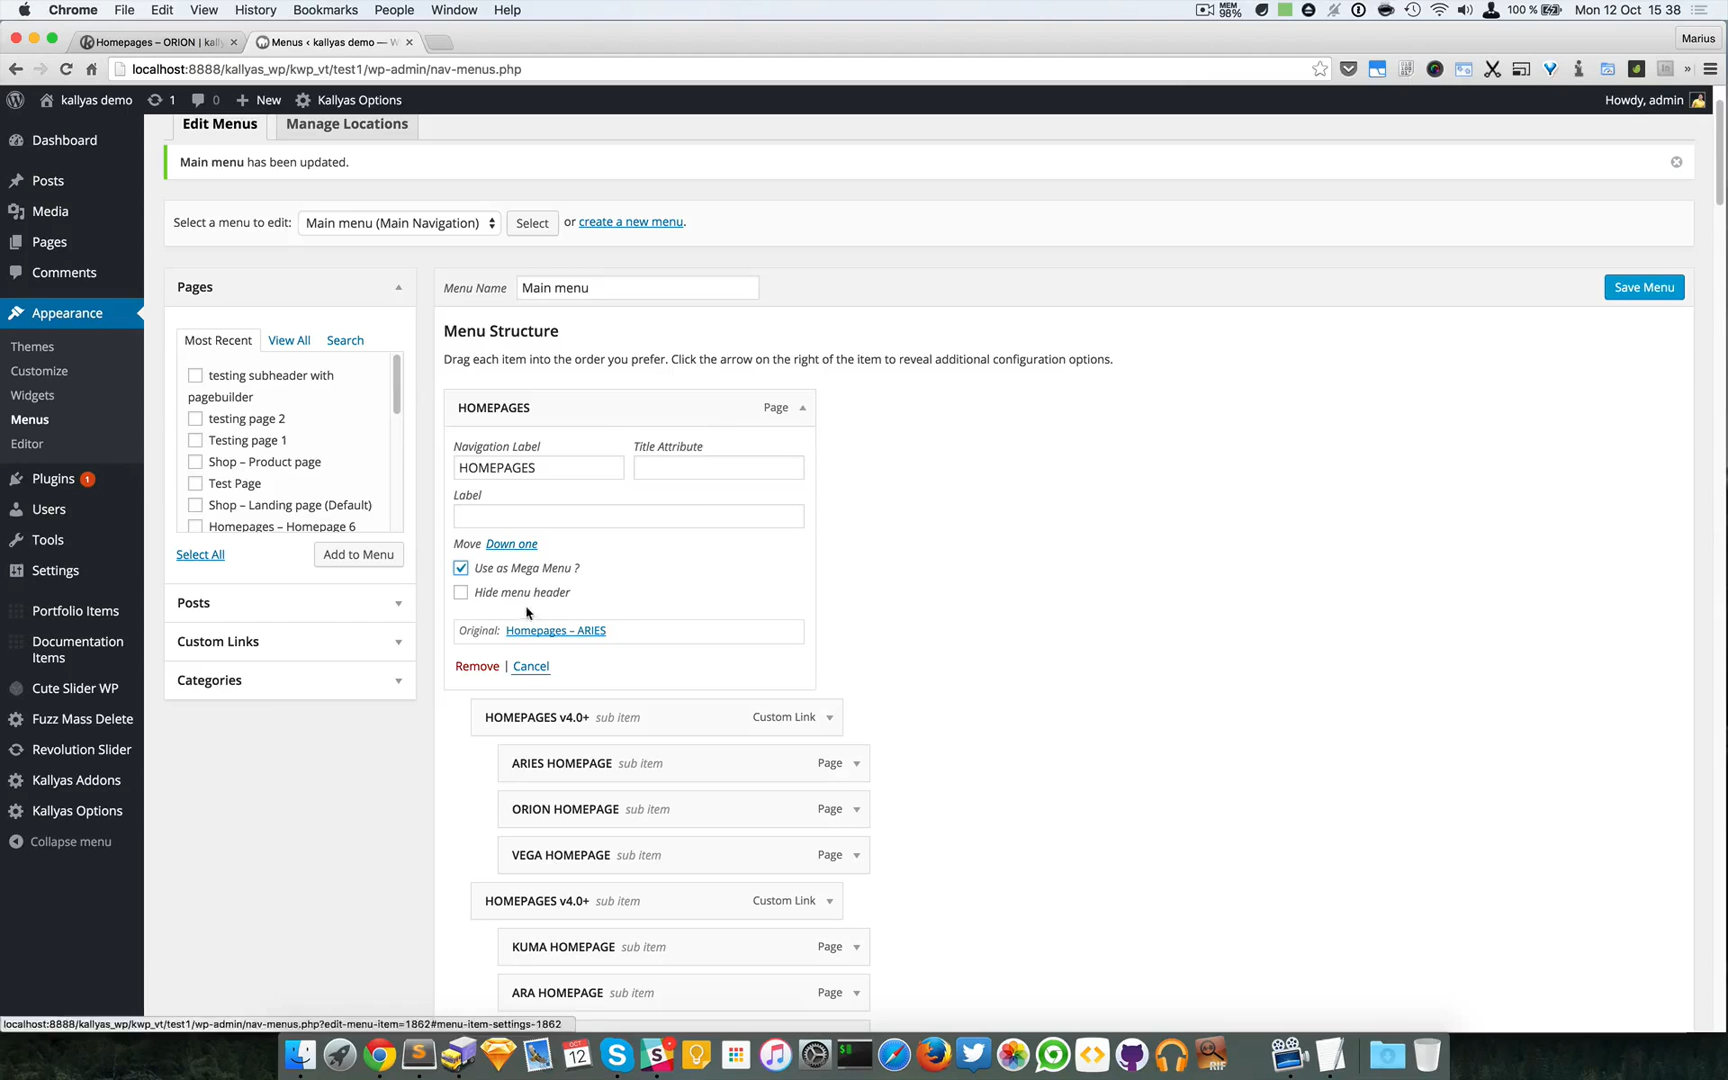 Chrome File Edit View History Bookmarks People Window Help MEM 98% 100 % Mon 12 Oct 15 38
Homepages – ORION | kall Menus ‹ kallyas demo — W Marius
localhost:8888/kallyas_wp/kwp_vt/test1/wp-admin/nav-menus.php
kallyas demo 1 0 New Kallyas Options Howdy, admin
Edit Menus Manage Locations
Main menu has been updated.
Select a menu to edit: Main menu (Main Navigation) Select or create a new menu.
Dashboard
Posts
Media
Pages
Comments
Appearance
Themes
Customize
Widgets
Menus
Editor
Plugins 1
Users
Tools
Settings
Portfolio Items
Documentation
Items
Cute Slider WP
Fuzz Mass Delete
Revolution Slider
Kallyas Addons
Kallyas Options
Collapse menu
Pages
Most Recent View All Search
testing subheader with
pagebuilder
testing page 2
Testing page 1
Shop – Product page
Test Page
Shop – Landing page (Default)
Homepages – Homepage 6
Select All Add to Menu
Posts
Custom Links
Categories
Menu Name Main menu Save Menu
Menu Structure
Drag each item into the order you prefer. Click the arrow on the right of the item to reveal additional configuration options.
HOMEPAGES Page
Navigation Label Title Attribute
HOMEPAGES
Label
Move Down one
Use as Mega Menu ?
Hide menu header
Original: Homepages – ARIES
Remove | Cancel
HOMEPAGES v4.0+ sub item Custom Link
ARIES HOMEPAGE sub item Page
ORION HOMEPAGE sub item Page
VEGA HOMEPAGE sub item Page
HOMEPAGES v4.0+ sub item Custom Link
KUMA HOMEPAGE sub item Page
ARA HOMEPAGE sub item Page
localhost:8888/kallyas_wp/kwp_vt/test1/wp-admin/nav-menus.php?edit-menu-item=1862#menu-item-settings-1862
OCT
12
RIF